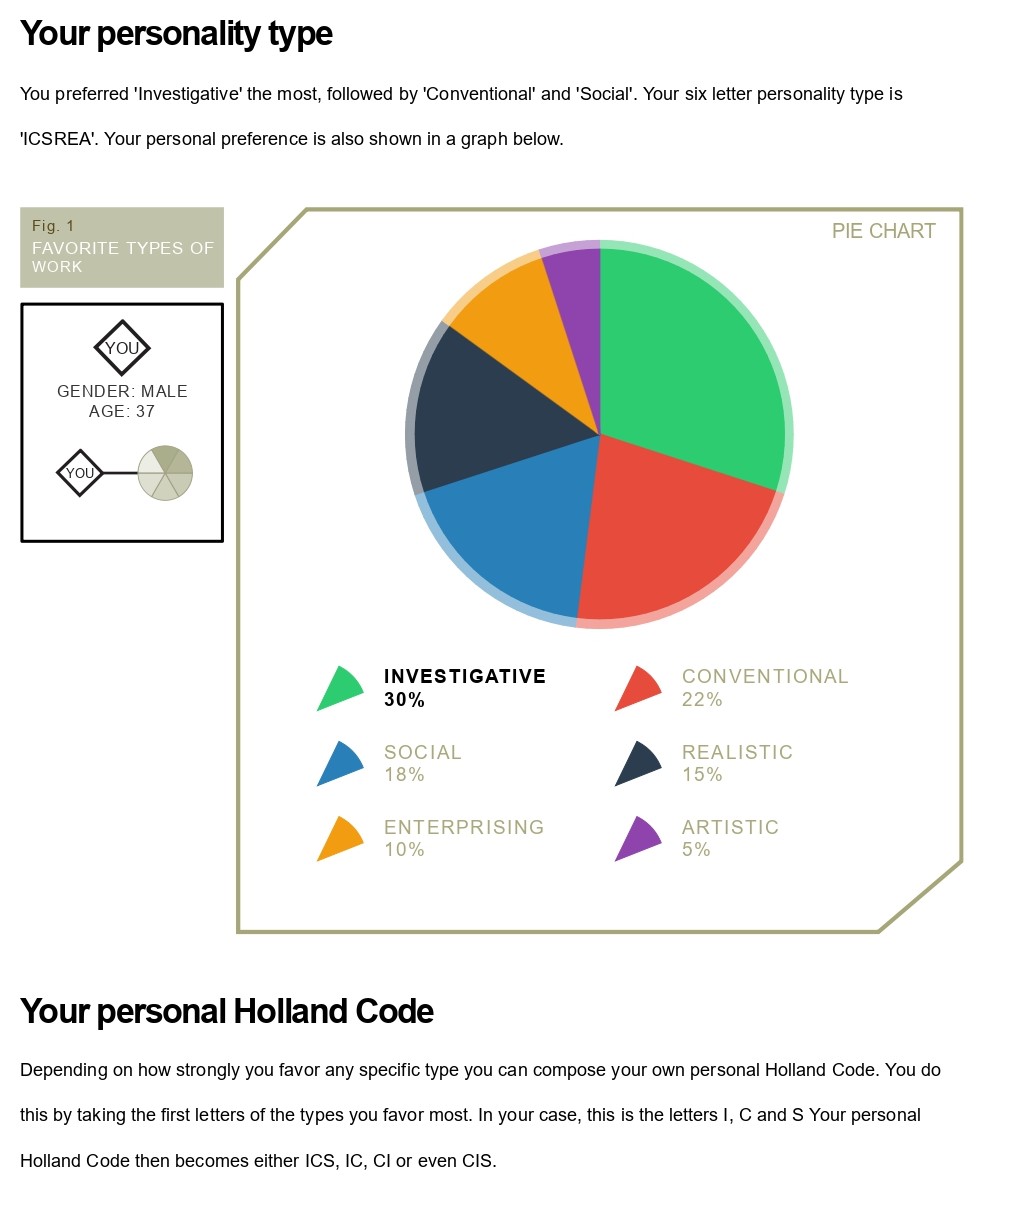 Your personality type
You preferred 'Investigative' the most, followed by 'Conventional' and 'Social'. Your six letter personality type is
'ICSREA'. Your personal preference is also shown in a graph below.
Fig. 1
FAVORITE TYPES OF
WORK
YOU
GENDER: MALE
AGE: 37
YOU
PIE CHART
INVESTIGATIVE
30%
CONVENTIONAL
22%
SOCIAL
18%
REALISTIC
15%
ENTERPRISING
10%
ARTISTIC
5%
Your personal Holland Code
Depending on how strongly you favor any specific type you can compose your own personal Holland Code. You do
this by taking the first letters of the types you favor most. In your case, this is the letters I, C and S Your personal
Holland Code then becomes either ICS, IC, CI or even CIS.